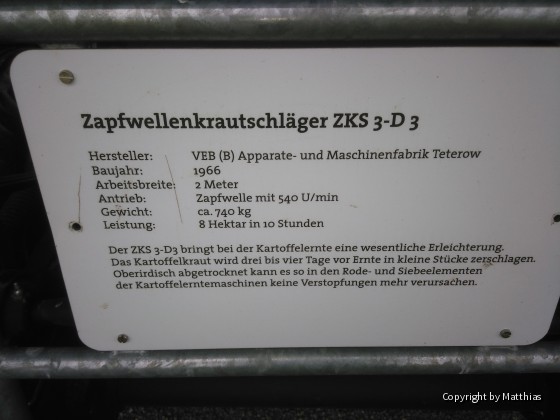 Zapfwellenkrautschläger ZKS 3-D 3
Hersteller: VEB (B) Apparate- und Maschinenfabrik Teterow
Baujahr: 1966
Arbeitsbreite: 2 Meter
Antrieb: Zapfwelle mit 540 U/min
Gewicht: ca. 740 kg
Leistung: 8 Hektar in 10 Stunden
Der ZKS 3-D3 bringt bei der Kartoffelernte eine wesentliche Erleichterung.
Das Kartoffelkraut wird drei bis vier Tage vor Ernte in kleine Stücke zerschlagen.
Oberirdisch abgetrocknet kann es so in den Rode- und Siebeelementen
der Kartoffelerntemaschinen keine Verstopfungen mehr verursachen.
Copyright by Matthias